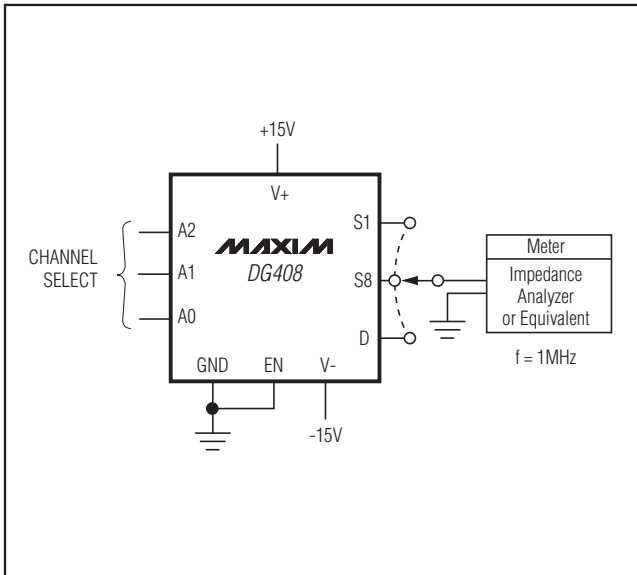 +15V
V+
CHANNEL
SELECT
A2
A1
A0
MAXIM
DG408
S1
S8
D
GND
EN
V-
-15V
Meter
Impedance
Analyzer
or Equivalent
f = 1MHz